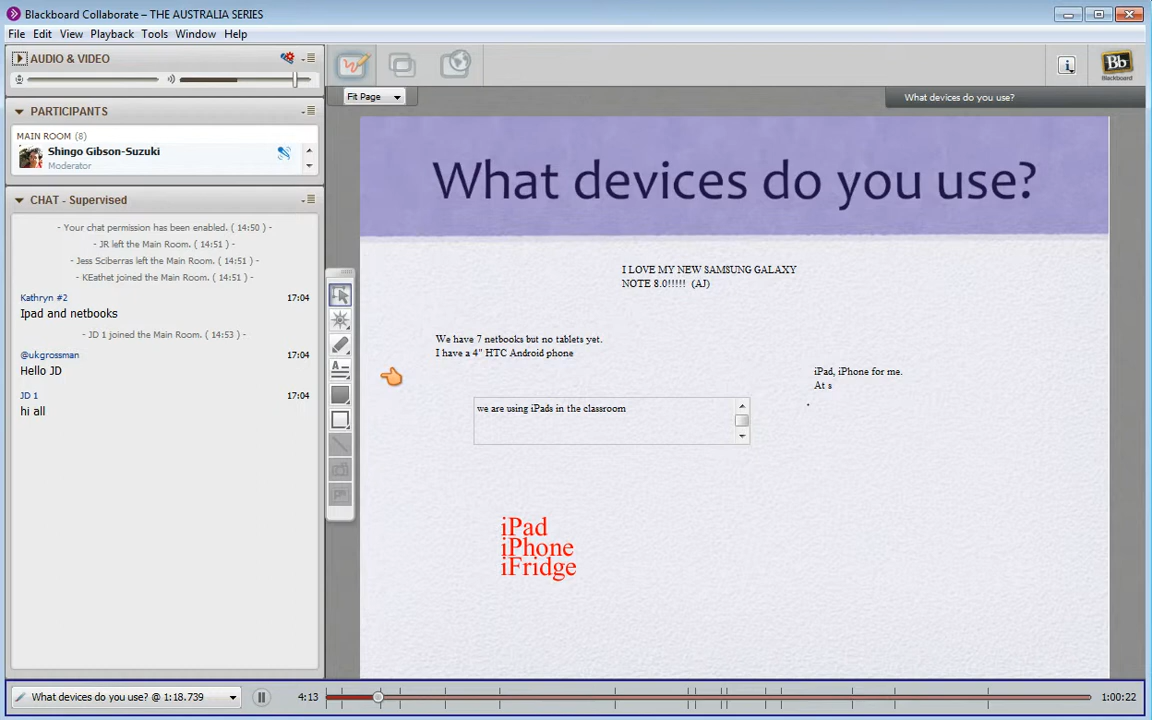 Blackboard Collaborate – THE AUSTRALIA SERIES
File Edit View Playback Tools Window Help
AUDIO & VIDEO
PARTICIPANTS
MAIN ROOM (8)
Shingo Gibson-Suzuki
Moderator
CHAT - Supervised
- Your chat permission has been enabled. ( 14:50 ) -
- JR left the Main Room. ( 14:51 ) -
- Jess Sciberras left the Main Room. ( 14:51 ) -
- KEathet joined the Main Room. ( 14:51 ) -
Kathryn #2 17:04
Ipad and netbooks
- JD 1 joined the Main Room. ( 14:53 ) -
@ukgrossman 17:04
Hello JD
JD 1 17:04
hi all
Bb
Blackboard
Fit Page
What devices do you use?
What devices do you use?
I LOVE MY NEW SAMSUNG GALAXY
NOTE 8.0!!!!! (AJ)
We have 7 netbooks but no tablets yet.
I have a 4" HTC Android phone
iPad, iPhone for me.
At s
we are using iPads in the classroom
iPad
iPhone
iFridge
What devices do you use? @ 1:18.739
4:13
1:00:22